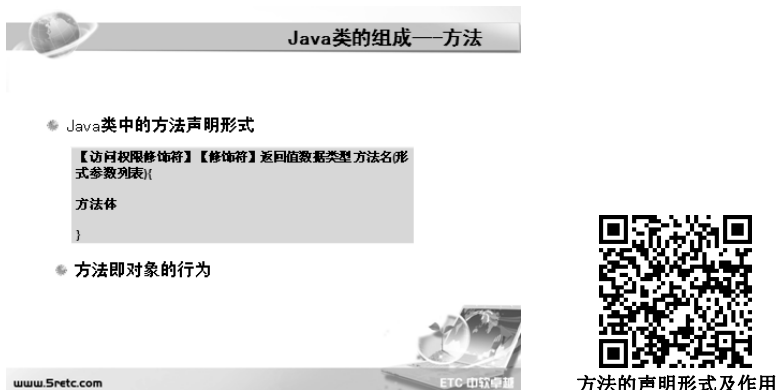 Java类的组成---方法
Java类中的方法声明形式
【访问权限修饰符】【修饰符】返回值数据类型 方法名(形
式参数列表){
方法体
}
方法即对象的行为
www.5retc.com
ETC 中软卓越
方法的声明形式及作用